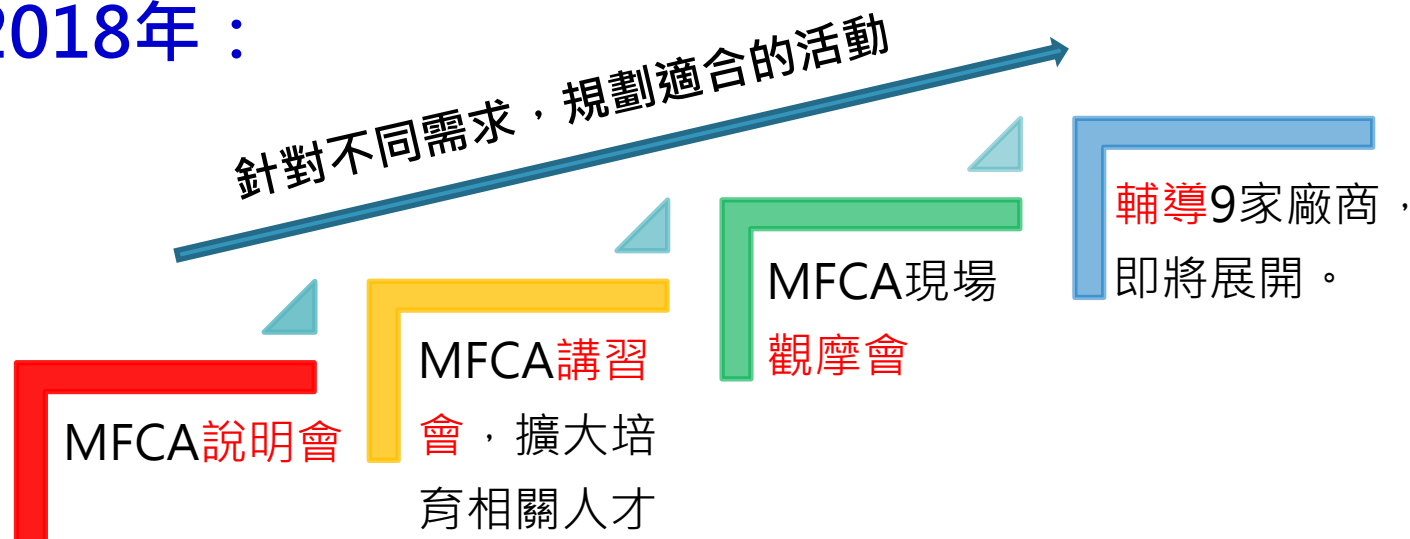 2018年：
針對不同需求，規劃適合的活動
MFCA說明會
MFCA講習
會，擴大培
育相關人才
MFCA現場
觀摩會
輔導9家廠商，
即將展開。